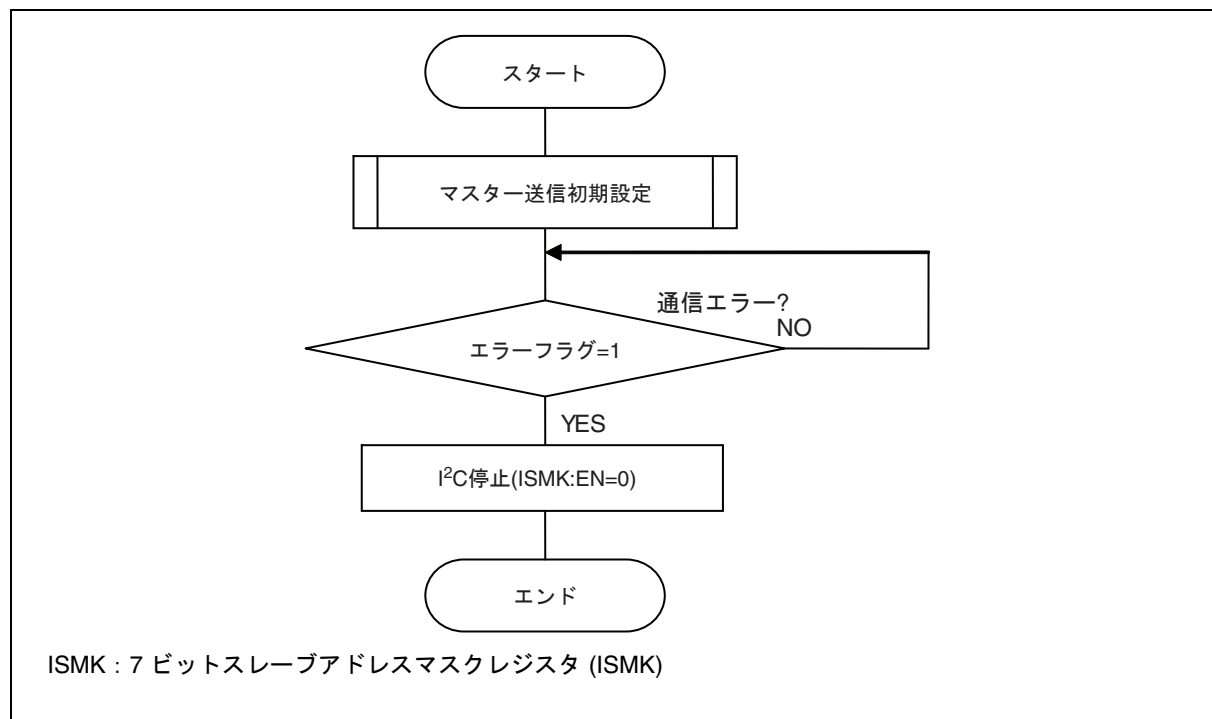 スタート
マスター送信初期設定
通信エラー?
NO
エラーフラグ=1
YES
I²C停止(ISMK:EN=0)
エンド
ISMK : 7 ビットスレーブアドレスマスクレジスタ (ISMK)